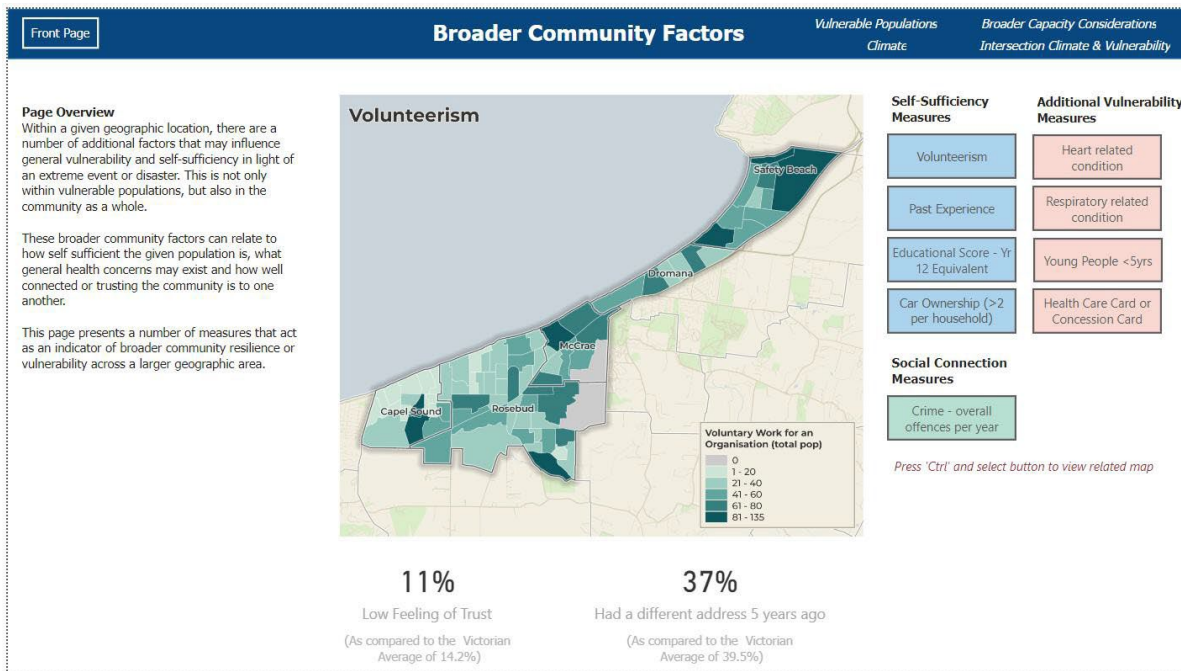 Front Page
Broader Community Factors
Vulnerable Populations
Climate
Broader Capacity Considerations
Intersection Climate & Vulnerability
Page Overview
Within a given geographic location, there are a
number of additional factors that may influence
general vulnerability and self-sufficiency in light of
an extreme event or disaster. This is not only
within vulnerable populations, but also in the
community as a whole.
These broader community factors can relate to
how self sufficient the given population is, what
general health concerns may exist and how well
connected or trusting the community is to one
another.
This page presents a number of measures that act
as an indicator of broader community resilience or
vulnerability across a larger geographic area.
Volunteerism
Safety Beach
Dromana
McCrae
Capel Sound
Rosebud
Voluntary Work for an
Organisation (total pop)
0
1 - 20
21 - 40
41 - 60
61 - 80
81 - 135
11%
Low Feeling of Trust
(As compared to the Victorian
Average of 14.2%)
37%
Had a different address 5 years ago
(As compared to the Victorian
Average of 39.5%)
Self-Sufficiency
Measures
Volunteerism
Past Experience
Educational Score - Yr
12 Equivalent
Car Ownership (>2
per household)
Additional Vulnerability
Measures
Heart related
condition
Respiratory related
condition
Young People <5yrs
Health Care Card or
Concession Card
Social Connection
Measures
Crime - overall
offences per year
Press 'Ctrl' and select button to view related map